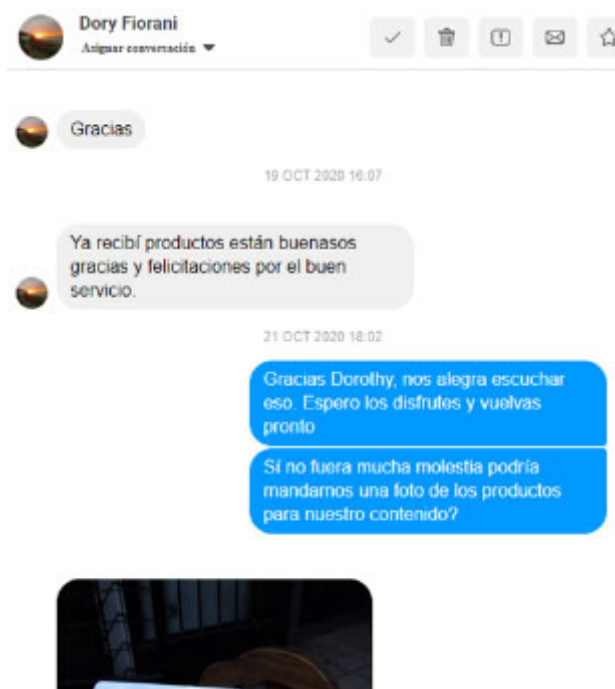 Dory Fiorani
Asignar conversación
Gracias
19 OCT 2020 16:07
Ya recibí productos están buenasos
gracias y felicitaciones por el buen
servicio.
21 OCT 2020 18:02
Gracias Dorothy, nos alegra escuchar
eso. Espero los disfrutes y vuelvas
pronto
Sí no fuera mucha molestia podría
mandarnos una foto de los productos
para nuestro contenido?